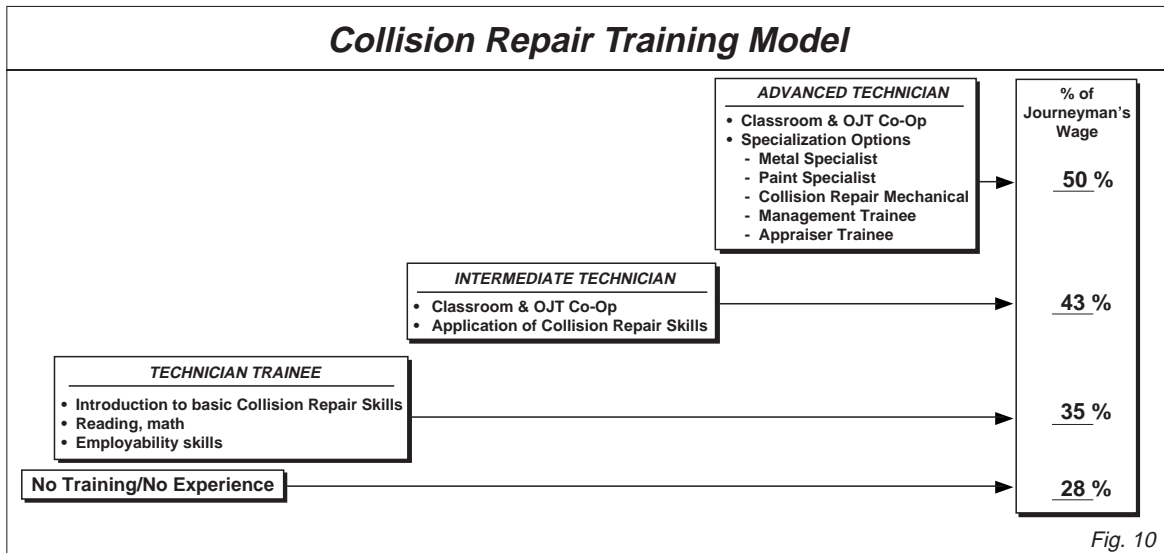 Collision Repair Training Model
ADVANCED TECHNICIAN
• Classroom & OJT Co-Op
• Specialization Options
- Metal Specialist
- Paint Specialist
- Collision Repair Mechanical
- Management Trainee
- Appraiser Trainee
% of
Journeyman's
Wage
50 %
INTERMEDIATE TECHNICIAN
• Classroom & OJT Co-Op
• Application of Collision Repair Skills
43 %
TECHNICIAN TRAINEE
• Introduction to basic Collision Repair Skills
• Reading, math
• Employability skills
35 %
No Training/No Experience
28 %
Fig. 10